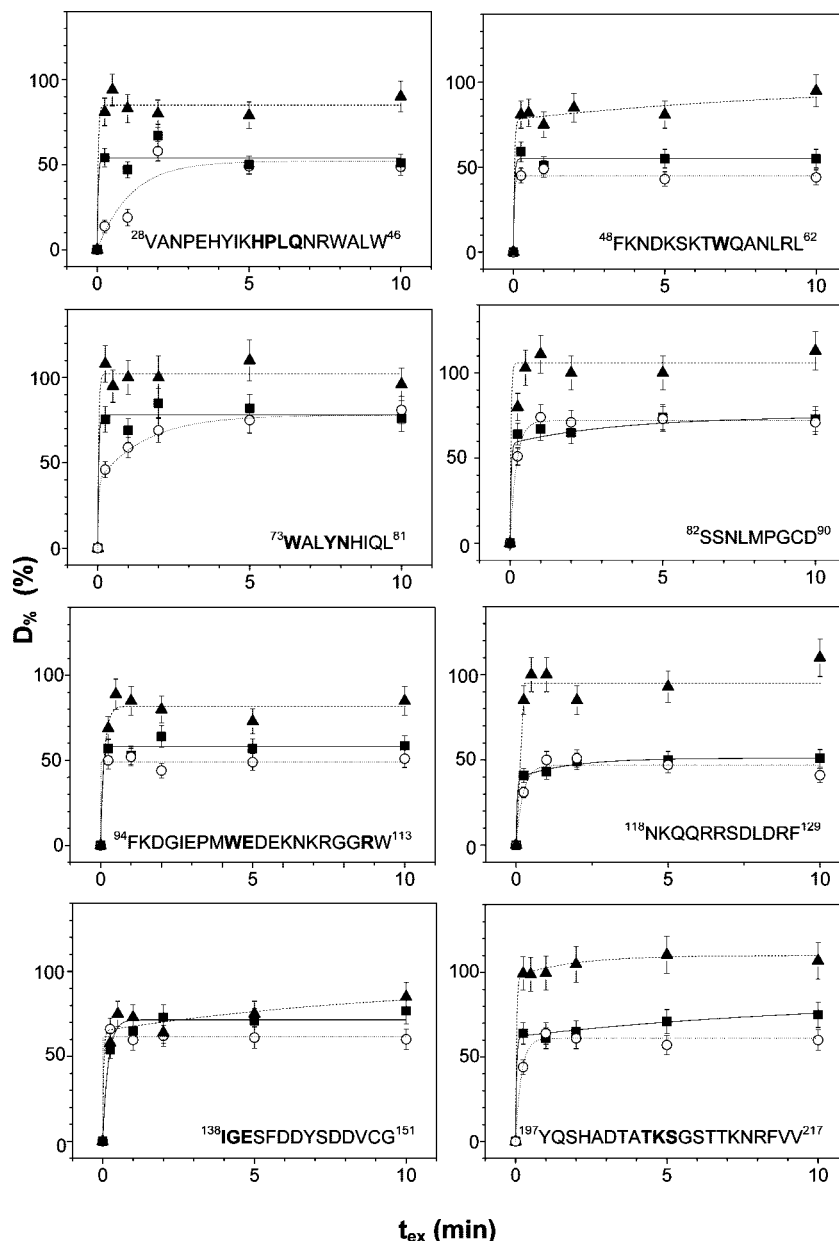 100
50
0
0 5 10
²⁸VANPEHYIKHPLQNRWALW⁴⁶
100
50
0
0 5 10
⁴⁸FKNDKSKTWQANLRL⁶²
100
50
0
0 5 10
⁷³WALYNHIQL⁸¹
100
50
0
0 5 10
⁸²SSNLMPGCD⁹⁰
D% (%)
100
50
0
0 5 10
⁹⁴FKDGIEPMWEDEKNKRGGRW¹¹³
100
50
0
0 5 10
¹¹⁸NKQQRRSDLDRF¹²⁹
100
50
0
0 5 10
¹³⁸IGESFDDYSDDVCG¹⁵¹
100
50
0
0 5 10
¹⁹⁷YQSHADTATKSGSTTKNRFVV²¹⁷
t_ex (min)